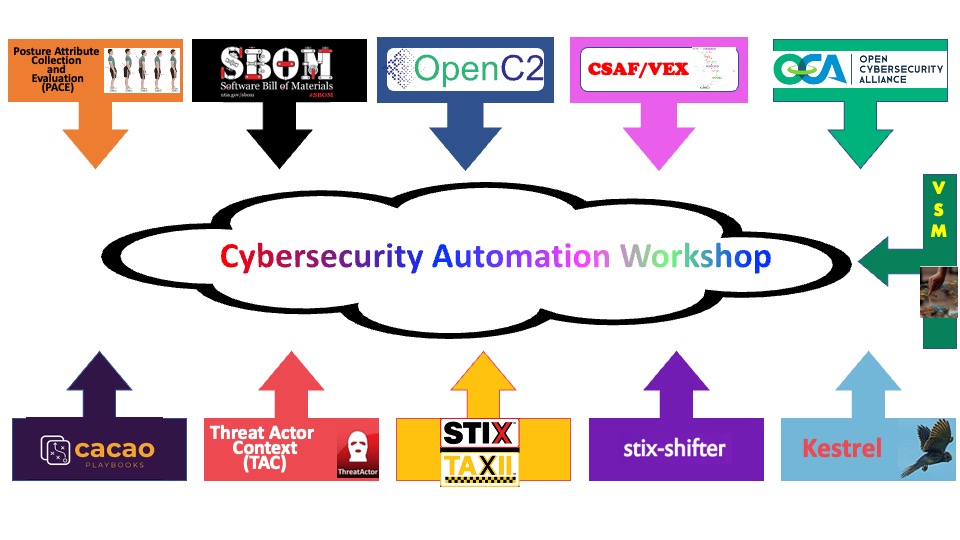 Posture Attribute
Collection
and
Evaluation
(PACE)
SBOM
Software Bill of Materials
ntia.gov/sbom #SBOM
OpenC2
CSAF/VEX
OCA
OPEN
CYBERSECURITY
ALLIANCE
V
S
M
Cybersecurity Automation Workshop
cacao
PLAYBOOKS
Threat Actor
Context
(TAC)
ThreatActor
STIX
TAXII
stix-shifter
Kestrel